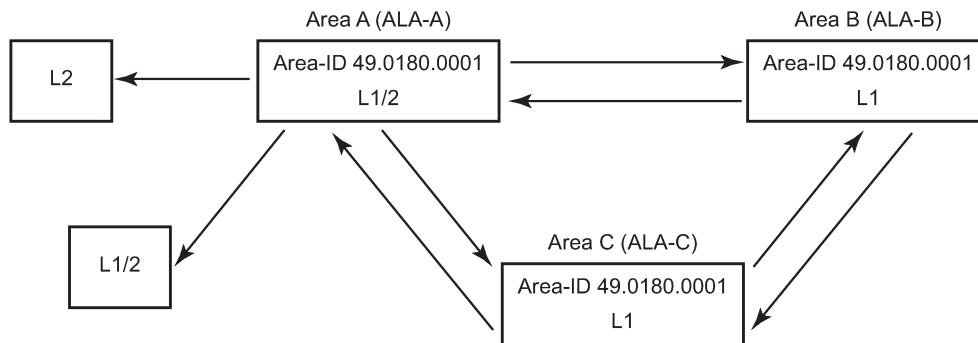 Area A (ALA-A)
Area-ID 49.0180.0001
L1/2
Area B (ALA-B)
Area-ID 49.0180.0001
L1
L2
L1/2
Area C (ALA-C)
Area-ID 49.0180.0001
L1